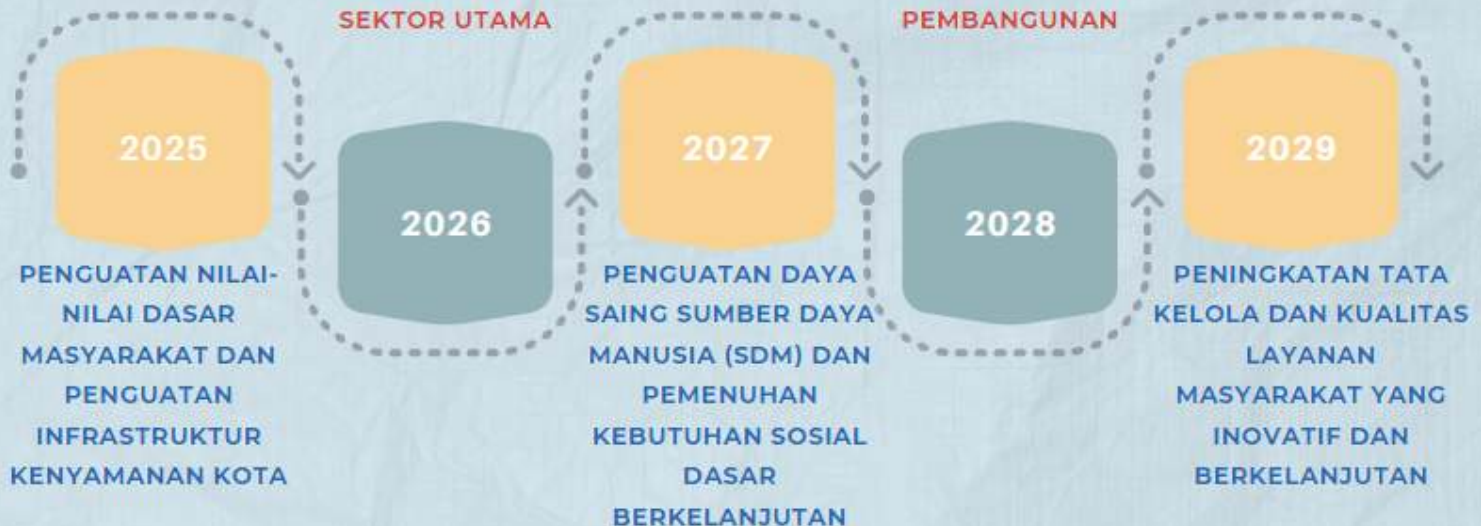 SEKTOR UTAMA
PEMBANGUNAN
2025
2026
2027
2028
2029
PENGUATAN NILAI-
NILAI DASAR
MASYARAKAT DAN
PENGUATAN
INFRASTRUKTUR
KENYAMANAN KOTA
PENGUATAN DAYA
SAING SUMBER DAYA
MANUSIA (SDM) DAN
PEMENUHAN
KEBUTUHAN SOSIAL
DASAR
BERKELANJUTAN
PENINGKATAN TATA
KELOLA DAN KUALITAS
LAYANAN
MASYARAKAT YANG
INOVATIF DAN
BERKELANJUTAN